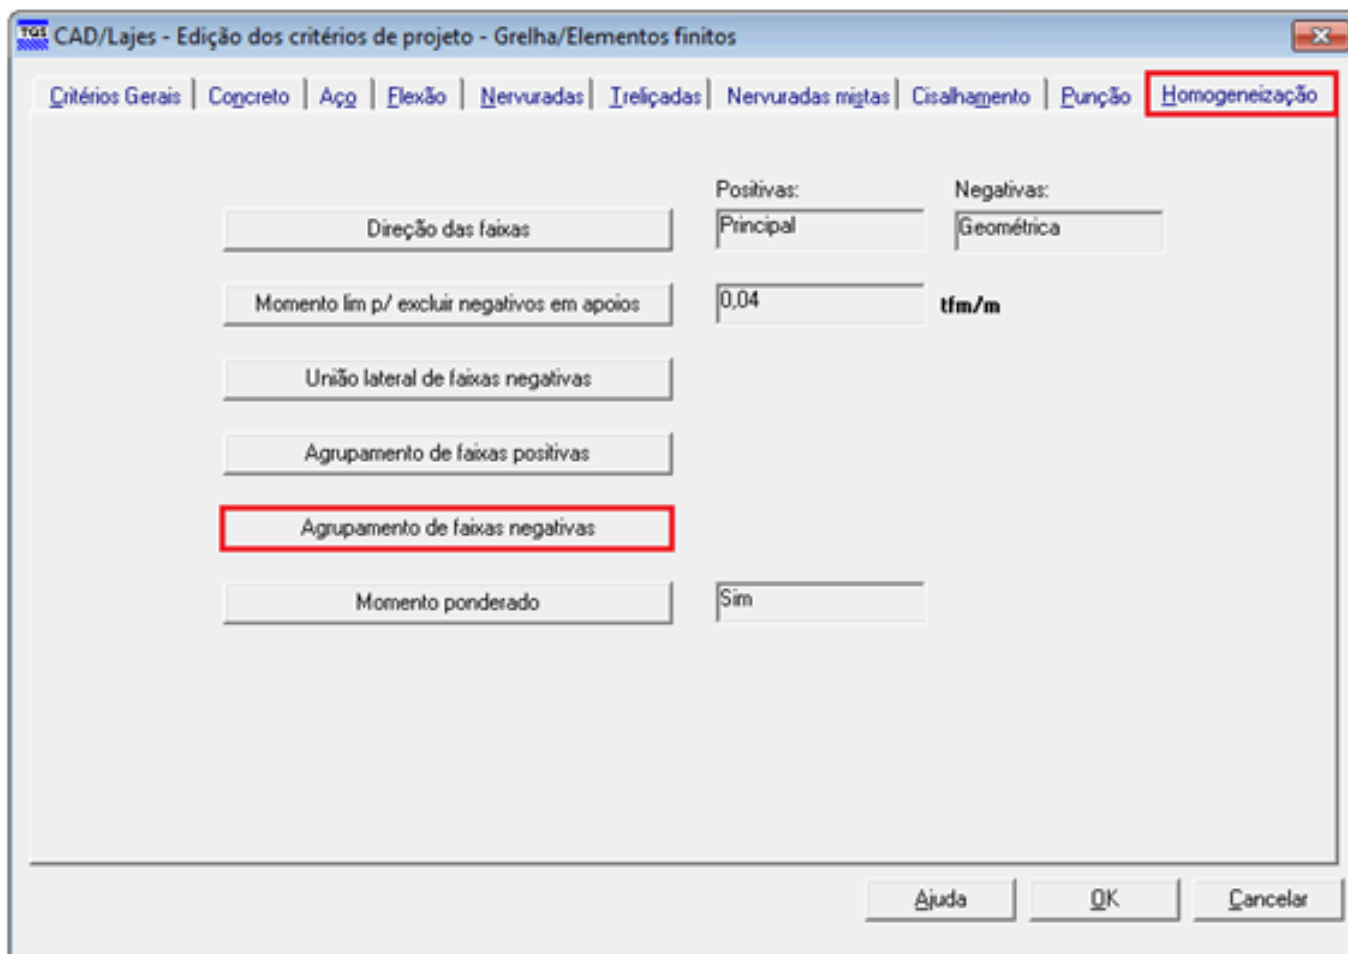 TQS CAD/Lajes - Edição dos critérios de projeto - Grelha/Elementos finitos
Critérios Gerais Concreto Aço Flexão Nervuradas Treliçadas Nervuradas mistas Cisalhamento Punção Homogeneização
Positivas: Negativas:
Direção das faixas Principal Geométrica
Momento lim p/ excluir negativos em apoios 0,04 tfm/m
União lateral de faixas negativas
Agrupamento de faixas positivas
Agrupamento de faixas negativas
Momento ponderado Sim
Ajuda OK Cancelar